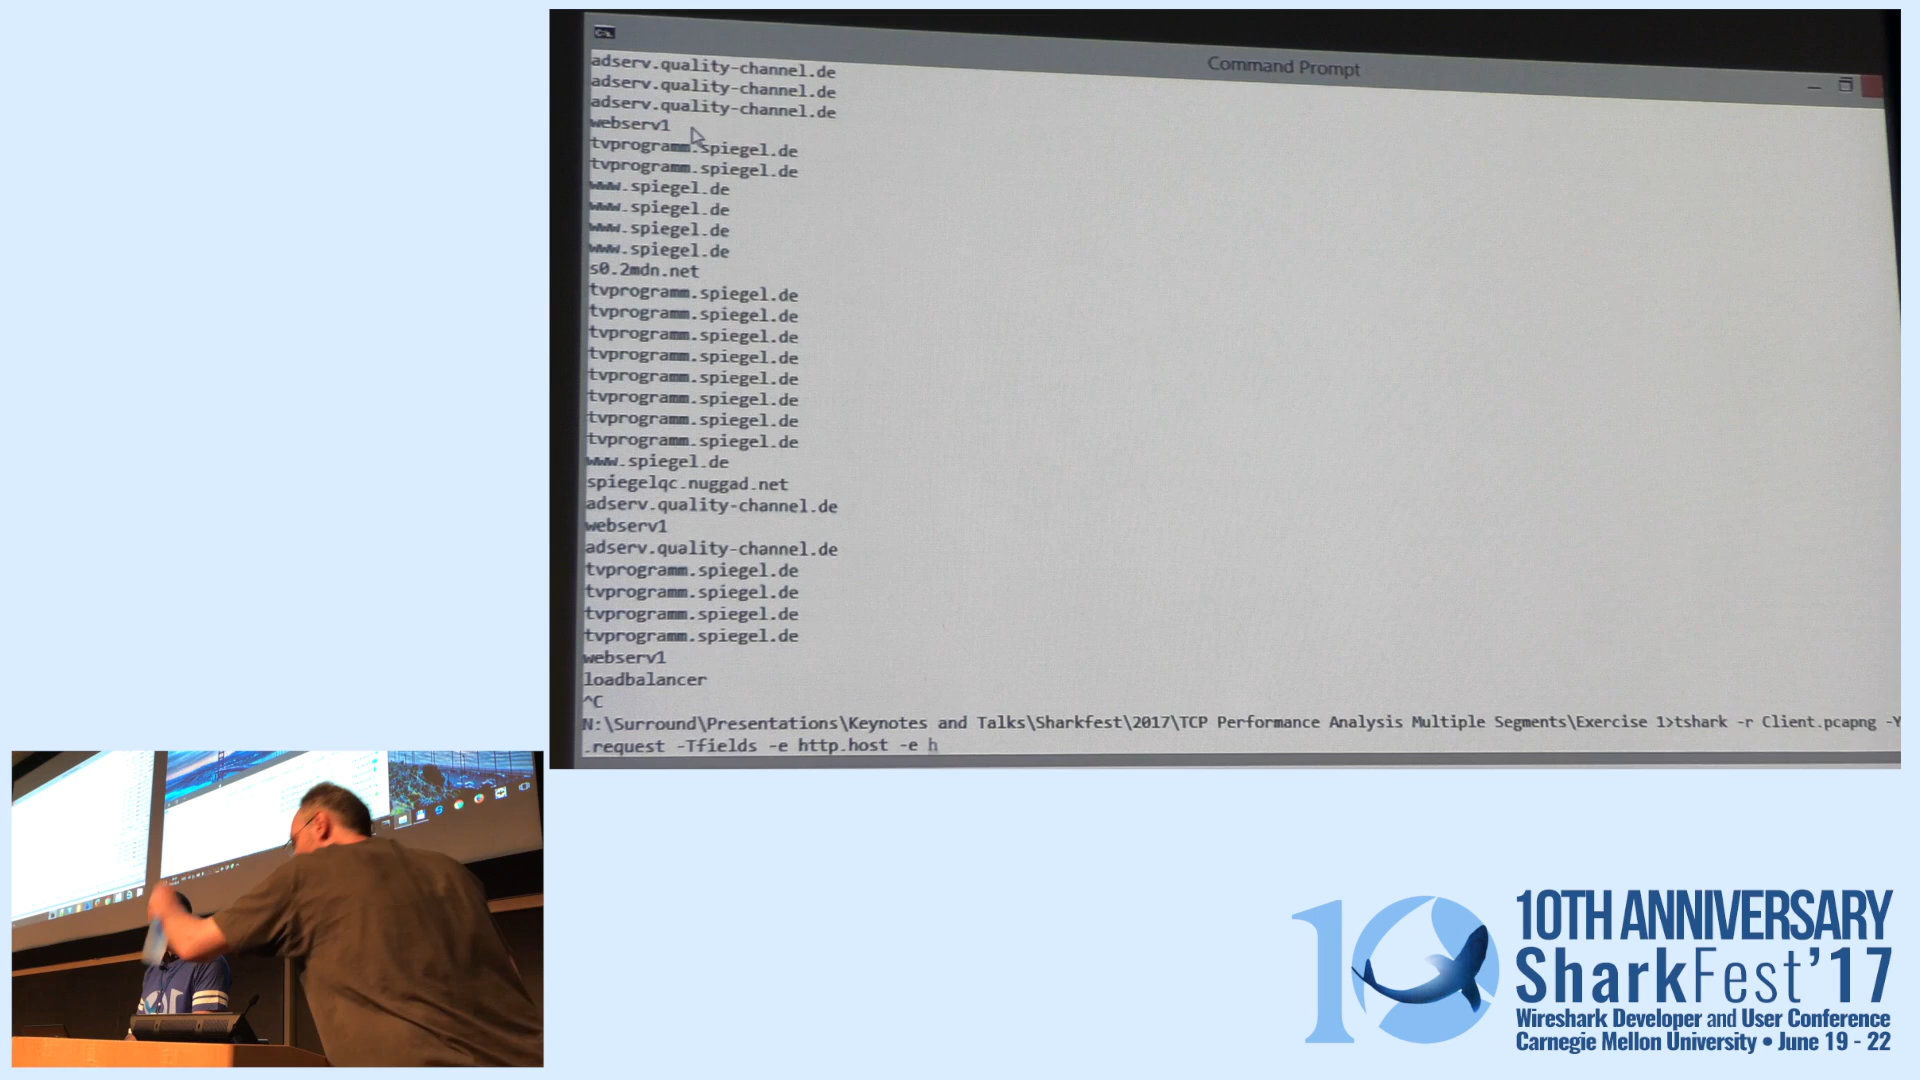 Command Prompt
adserv.quality-channel.de
adserv.quality-channel.de
adserv.quality-channel.de
webserv1
tvprogramm.spiegel.de
tvprogramm.spiegel.de
www.spiegel.de
www.spiegel.de
www.spiegel.de
www.spiegel.de
s0.2mdn.net
tvprogramm.spiegel.de
tvprogramm.spiegel.de
tvprogramm.spiegel.de
tvprogramm.spiegel.de
tvprogramm.spiegel.de
tvprogramm.spiegel.de
tvprogramm.spiegel.de
tvprogramm.spiegel.de
www.spiegel.de
spiegelqc.nuggad.net
adserv.quality-channel.de
webserv1
adserv.quality-channel.de
tvprogramm.spiegel.de
tvprogramm.spiegel.de
tvprogramm.spiegel.de
tvprogramm.spiegel.de
webserv1
loadbalancer
^C
N:\Surround\Presentations\Keynotes and Talks\Sharkfest\2017\TCP Performance Analysis Multiple Segments\Exercise 1>tshark -r Client.pcapng -Y
.request -Tfields -e http.host -e h
10
10TH ANNIVERSARY
SharkFest'17
Wireshark Developer and User Conference
Carnegie Mellon University • June 19 - 22